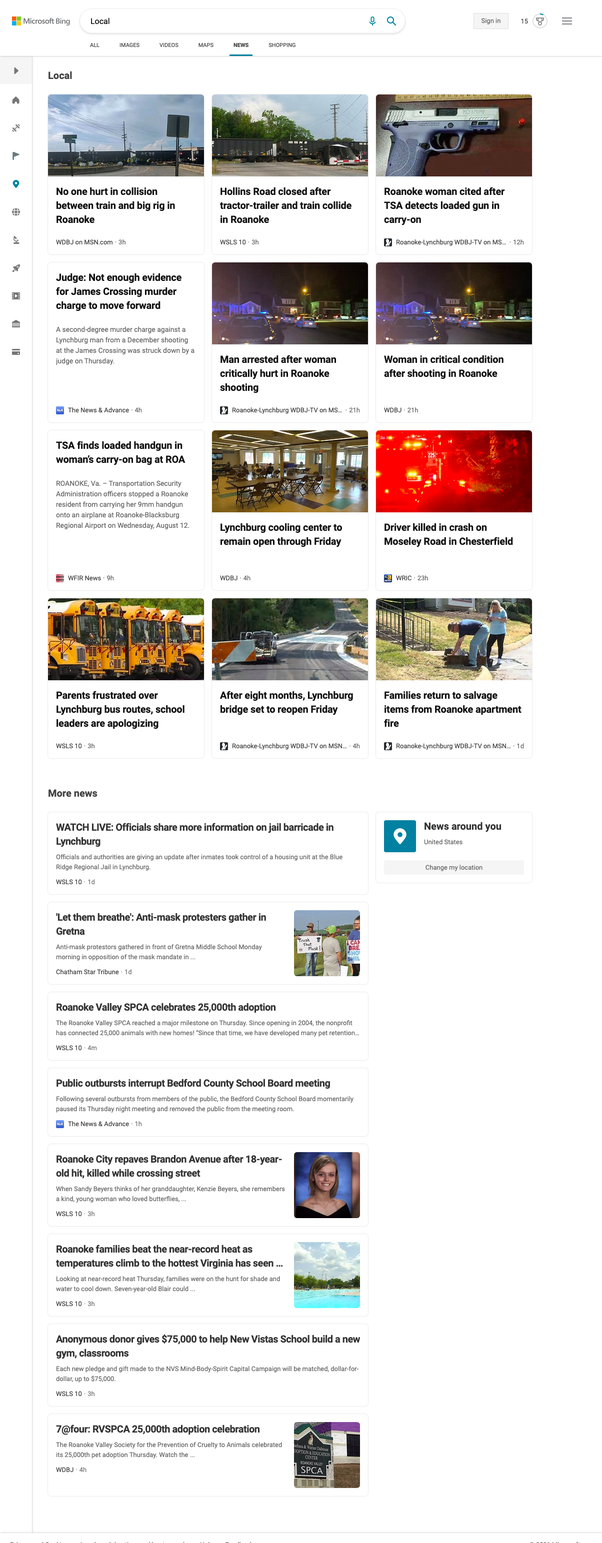 Microsoft Bing
Local
Sign in
15
ALL
IMAGES
VIDEOS
MAPS
NEWS
SHOPPING
Local
No one hurt in collision
between train and big rig in
Roanoke
WDBJ on MSN.com · 3h
Hollins Road closed after
tractor-trailer and train collide
in Roanoke
WSLS 10 · 3h
Roanoke woman cited after
TSA detects loaded gun in
carry-on
Roanoke-Lynchburg WDBJ-TV on MS... · 12h
Judge: Not enough evidence
for James Crossing murder
charge to move forward
A second-degree murder charge against a
Lynchburg man from a December shooting
at the James Crossing was struck down by a
judge on Thursday.
The News & Advance · 4h
Man arrested after woman
critically hurt in Roanoke
shooting
Roanoke-Lynchburg WDBJ-TV on MS... · 21h
Woman in critical condition
after shooting in Roanoke
WDBJ · 21h
TSA finds loaded handgun in
woman's carry-on bag at ROA
ROANOKE, Va. – Transportation Security
Administration officers stopped a Roanoke
resident from carrying her 9mm handgun
onto an airplane at Roanoke-Blacksburg
Regional Airport on Wednesday, August 12.
WFIR News · 9h
Lynchburg cooling center to
remain open through Friday
WDBJ · 4h
Driver killed in crash on
Moseley Road in Chesterfield
WRIC · 23h
Parents frustrated over
Lynchburg bus routes, school
leaders are apologizing
WSLS 10 · 3h
After eight months, Lynchburg
bridge set to reopen Friday
Roanoke-Lynchburg WDBJ-TV on MSN... · 4h
Families return to salvage
items from Roanoke apartment
fire
Roanoke-Lynchburg WDBJ-TV on MSN... · 1d
More news
WATCH LIVE: Officials share more information on jail barricade in
Lynchburg
Officials and authorities are giving an update after inmates took control of a housing unit at the Blue
Ridge Regional Jail in Lynchburg.
WSLS 10 · 1d
News around you
United States
Change my location
'Let them breathe': Anti-mask protesters gather in
Gretna
Anti-mask protestors gathered in front of Gretna Middle School Monday
morning in opposition of the mask mandate in ...
Chatham Star Tribune · 1d
Roanoke Valley SPCA celebrates 25,000th adoption
The Roanoke Valley SPCA reached a major milestone on Thursday. Since opening in 2004, the nonprofit
has connected 25,000 animals with new homes! "Since that time, we have developed many pet retention...
WSLS 10 · 4m
Public outbursts interrupt Bedford County School Board meeting
Following several outbursts from members of the public, the Bedford County School Board momentarily
paused its Thursday night meeting and removed the public from the meeting room.
The News & Advance · 1h
Roanoke City repaves Brandon Avenue after 18-year-
old hit, killed while crossing street
When Sandy Beyers thinks of her granddaughter, Kenzie Beyers, she remembers
a kind, young woman who loved butterflies, ...
WSLS 10 · 3h
Roanoke families beat the near-record heat as
temperatures climb to the hottest Virginia has seen ...
Looking at near-record heat Thursday, families were on the hunt for shade and
water to cool down. Seven-year-old Blair could ...
WSLS 10 · 3h
Anonymous donor gives $75,000 to help New Vistas School build a new
gym, classrooms
Each new pledge and gift made to the NVS Mind-Body-Spirit Capital Campaign will be matched, dollar-for-
dollar, up to $75,000.
WSLS 10 · 3h
7@four: RVSPCA 25,000th adoption celebration
The Roanoke Valley Society for the Prevention of Cruelty to Animals celebrated
its 25,000th pet adoption Thursday. Watch the ...
WDBJ · 4h
SPCA